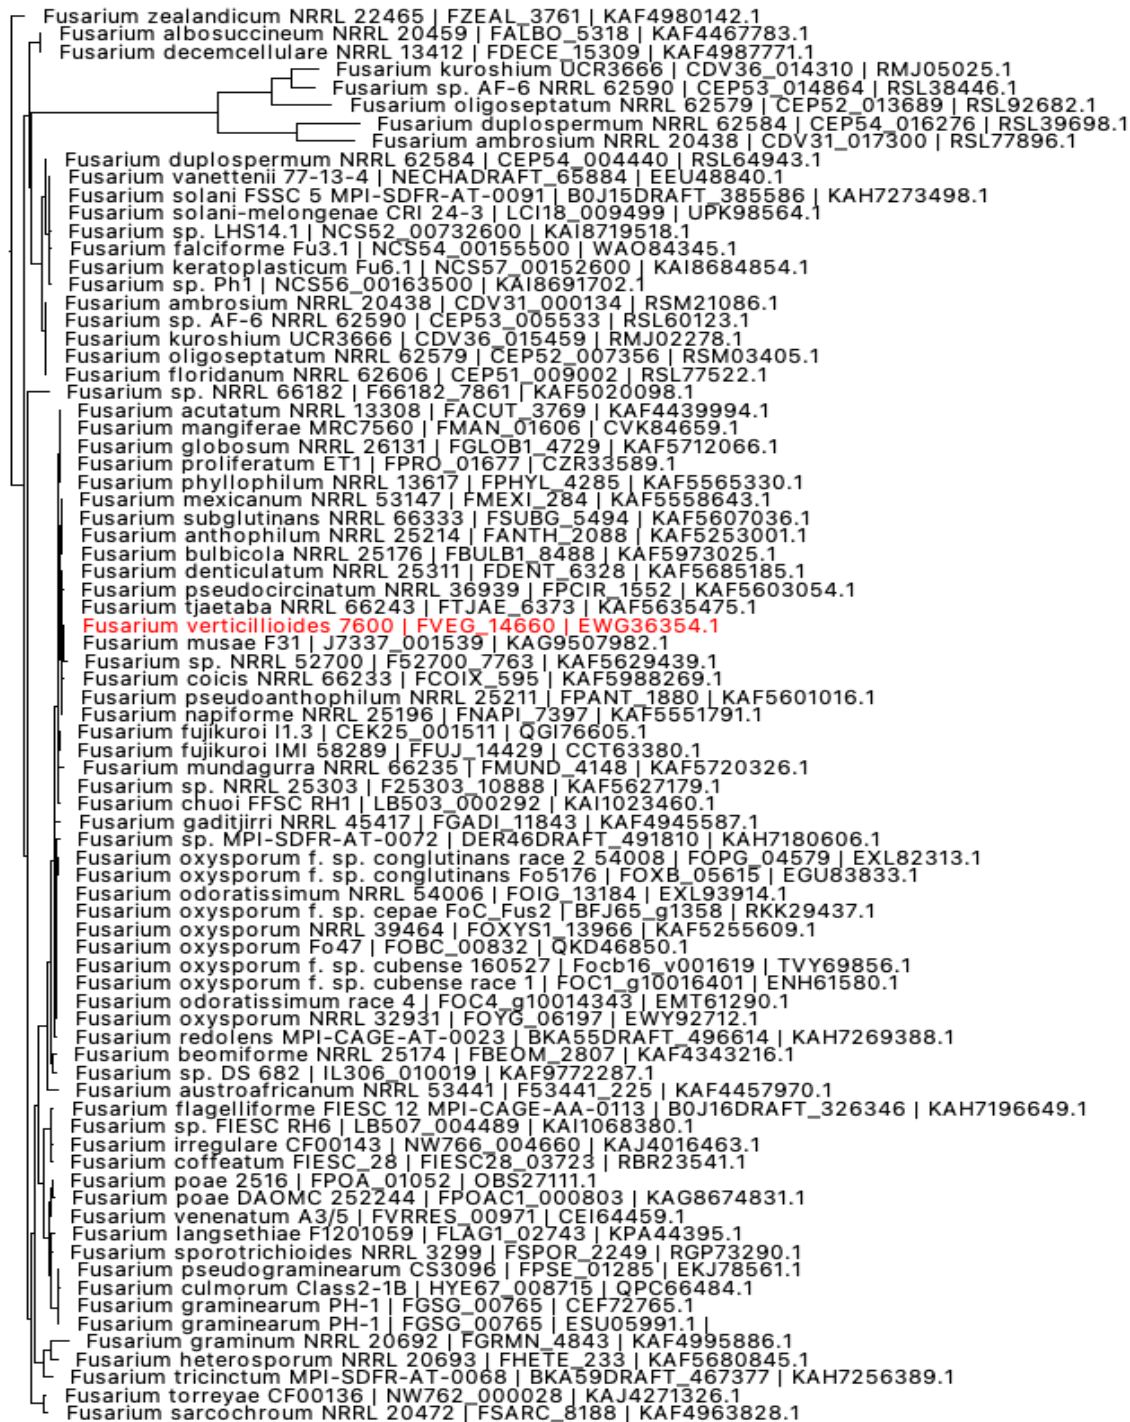 Fusarium zealandicum NRRL 22465 | FZEAL_3761 | KAF4980142.1
Fusarium albosuccineum NRRL 20459 | FALBO_5318 | KAF4467783.1
Fusarium decemcellulare NRRL 13412 | FDECE_15309 | KAF4987771.1
Fusarium kuroshium UCR3666 | CDV36_014310 | RMJ05025.1
Fusarium sp. AF-6 NRRL 62590 | CEP53_014864 | RSL38446.1
Fusarium oligoseptatum NRRL 62579 | CEP52_013689 | RSL92682.1
Fusarium duplospermum NRRL 62584 | CEP54_016276 | RSL39698.1
Fusarium ambrosium NRRL 20438 | CDV31_017300 | RSL77896.1
Fusarium duplospermum NRRL 62584 | CEP54_004440 | RSL64943.1
Fusarium vanettenii 77-13-4 | NECHADRAFT_65884 | EEU48840.1
Fusarium solani FSSC 5 MPI-SDFR-AT-0091 | B0J15DRAFT_385586 | KAH7273498.1
Fusarium solani-melongenae CRI 24-3 | LCI18_009499 | UPK98564.1
Fusarium sp. LHS14.1 | NCS52_00732600 | KAI8719518.1
Fusarium falciforme Fu3.1 | NCS54_00155500 | WAO84345.1
Fusarium keratoplasticum Fu6.1 | NCS57_00152600 | KAI8684854.1
Fusarium sp. Ph1 | NCS56_00163500 | KAI8691702.1
Fusarium ambrosium NRRL 20438 | CDV31_000134 | RSM21086.1
Fusarium sp. AF-6 NRRL 62590 | CEP53_005533 | RSL60123.1
Fusarium kuroshium UCR3666 | CDV36_015459 | RMJ02278.1
Fusarium oligoseptatum NRRL 62579 | CEP52_007356 | RSM03405.1
Fusarium floridanum NRRL 62606 | CEP51_009002 | RSL77522.1
Fusarium sp. NRRL 66182 | F66182_7861 | KAF5020098.1
Fusarium acutatum NRRL 13308 | FACUT_3769 | KAF4439994.1
Fusarium mangiferae MRC7560 | FMAN_01606 | CVK84659.1
Fusarium globosum NRRL 26131 | FGLOB1_4729 | KAF5712066.1
Fusarium proliferatum ET1 | FPRO_01677 | CZR33589.1
Fusarium phyllophilum NRRL 13617 | FPHYL_4285 | KAF5565330.1
Fusarium mexicanum NRRL 53147 | FMEXI_284 | KAF5558643.1
Fusarium subglutinans NRRL 66333 | FSUBG_5494 | KAF5607036.1
Fusarium anthophilum NRRL 25214 | FANTH_2088 | KAF5253001.1
Fusarium bulbicola NRRL 25176 | FBULB1_8488 | KAF5973025.1
Fusarium denticulatum NRRL 25311 | FDENT_6328 | KAF5685185.1
Fusarium pseudocircinatum NRRL 36939 | FPCIR_1552 | KAF5603054.1
Fusarium tjaetaba NRRL 66243 | FTJAE_6373 | KAF5635475.1
Fusarium verticillioides 7600 | FVEG_14660 | EWG36354.1
Fusarium musae F31 | J7337_001539 | KAG9507982.1
Fusarium sp. NRRL 52700 | F52700_7763 | KAF5629439.1
Fusarium coicis NRRL 66233 | FCOIX_595 | KAF5988269.1
Fusarium pseudoanthophilum NRRL 25211 | FPANT_1880 | KAF5601016.1
Fusarium napiforme NRRL 25196 | FNAPI_7397 | KAF5551791.1
Fusarium fujikuroi I1.3 | CEK25_001511 | QGI76605.1
Fusarium fujikuroi IMI 58289 | FFUJ_14429 | CCT63380.1
Fusarium mundagurra NRRL 66235 | FMUND_4148 | KAF5720326.1
Fusarium sp. NRRL 25303 | F25303_10888 | KAF5627179.1
Fusarium chuoi FFSC RH1 | LB503_000292 | KAI1023460.1
Fusarium gaditjirri NRRL 45417 | FGADI_11843 | KAF4945587.1
Fusarium sp. MPI-SDFR-AT-0072 | DER46DRAFT_491810 | KAH7180606.1
Fusarium oxysporum f. sp. conglutinans race 2 54008 | FOPG_04579 | EXL82313.1
Fusarium oxysporum f. sp. conglutinans Fo5176 | FOXB_05615 | EGU83833.1
Fusarium odoratissimum NRRL 54006 | FOIG_13184 | EXL93914.1
Fusarium oxysporum f. sp. cepae FoC_Fus2 | BFJ65_g1358 | RKK29437.1
Fusarium oxysporum NRRL 39464 | FOXYS1_13966 | KAF5255609.1
Fusarium oxysporum Fo47 | FOBC_00832 | QKD46850.1
Fusarium oxysporum f. sp. cubense 160527 | Focb16_v001619 | TVY69856.1
Fusarium oxysporum f. sp. cubense race 1 | FOC1_g10016401 | ENH61580.1
Fusarium odoratissimum race 4 | FOC4_g10014343 | EMT61290.1
Fusarium oxysporum NRRL 32931 | FOYG_06197 | EWY92712.1
Fusarium redolens MPI-CAGE-AT-0023 | BKA55DRAFT_496614 | KAH7269388.1
Fusarium beomiforme NRRL 25174 | FBEOM_2807 | KAF4343216.1
Fusarium sp. DS 682 | IL306_010019 | KAF9772287.1
Fusarium austroafricanum NRRL 53441 | F53441_225 | KAF4457970.1
Fusarium flagelliforme FIESC 12 MPI-CAGE-AA-0113 | B0J16DRAFT_326346 | KAH7196649.1
Fusarium sp. FIESC RH6 | LB507_004489 | KAI1068380.1
Fusarium irregulare CF00143 | NW766_004660 | KAJ4016463.1
Fusarium coffeatum FIESC_28 | FIESC28_03723 | RBR23541.1
Fusarium poae 2516 | FPOA_01052 | OBS27111.1
Fusarium poae DAOMC 252244 | FPOAC1_000803 | KAG8674831.1
Fusarium venenatum A3/5 | FVRRES_00971 | CEI64459.1
Fusarium langsethiae F1201059 | FLAG1_02743 | KPA44395.1
Fusarium sporotrichioides NRRL 3299 | FSPOR_2249 | RGP73290.1
Fusarium pseudograminearum CS3096 | FPSE_01285 | EKJ78561.1
Fusarium culmorum Class2-1B | HYE67_008715 | QPC66484.1
Fusarium graminearum PH-1 | FGSG_00765 | CEF72765.1
Fusarium graminearum PH-1 | FGSG_00765 | ESU05991.1 |
Fusarium graminum NRRL 20692 | FGRMN_4843 | KAF4995886.1
Fusarium heterosporum NRRL 20693 | FHETE_233 | KAF5680845.1
Fusarium tricinctum MPI-SDFR-AT-0068 | BKA59DRAFT_467377 | KAH7256389.1
Fusarium torreyae CF00136 | NW762_000028 | KAJ4271326.1
Fusarium sarcochroum NRRL 20472 | FSARC_8188 | KAF4963828.1